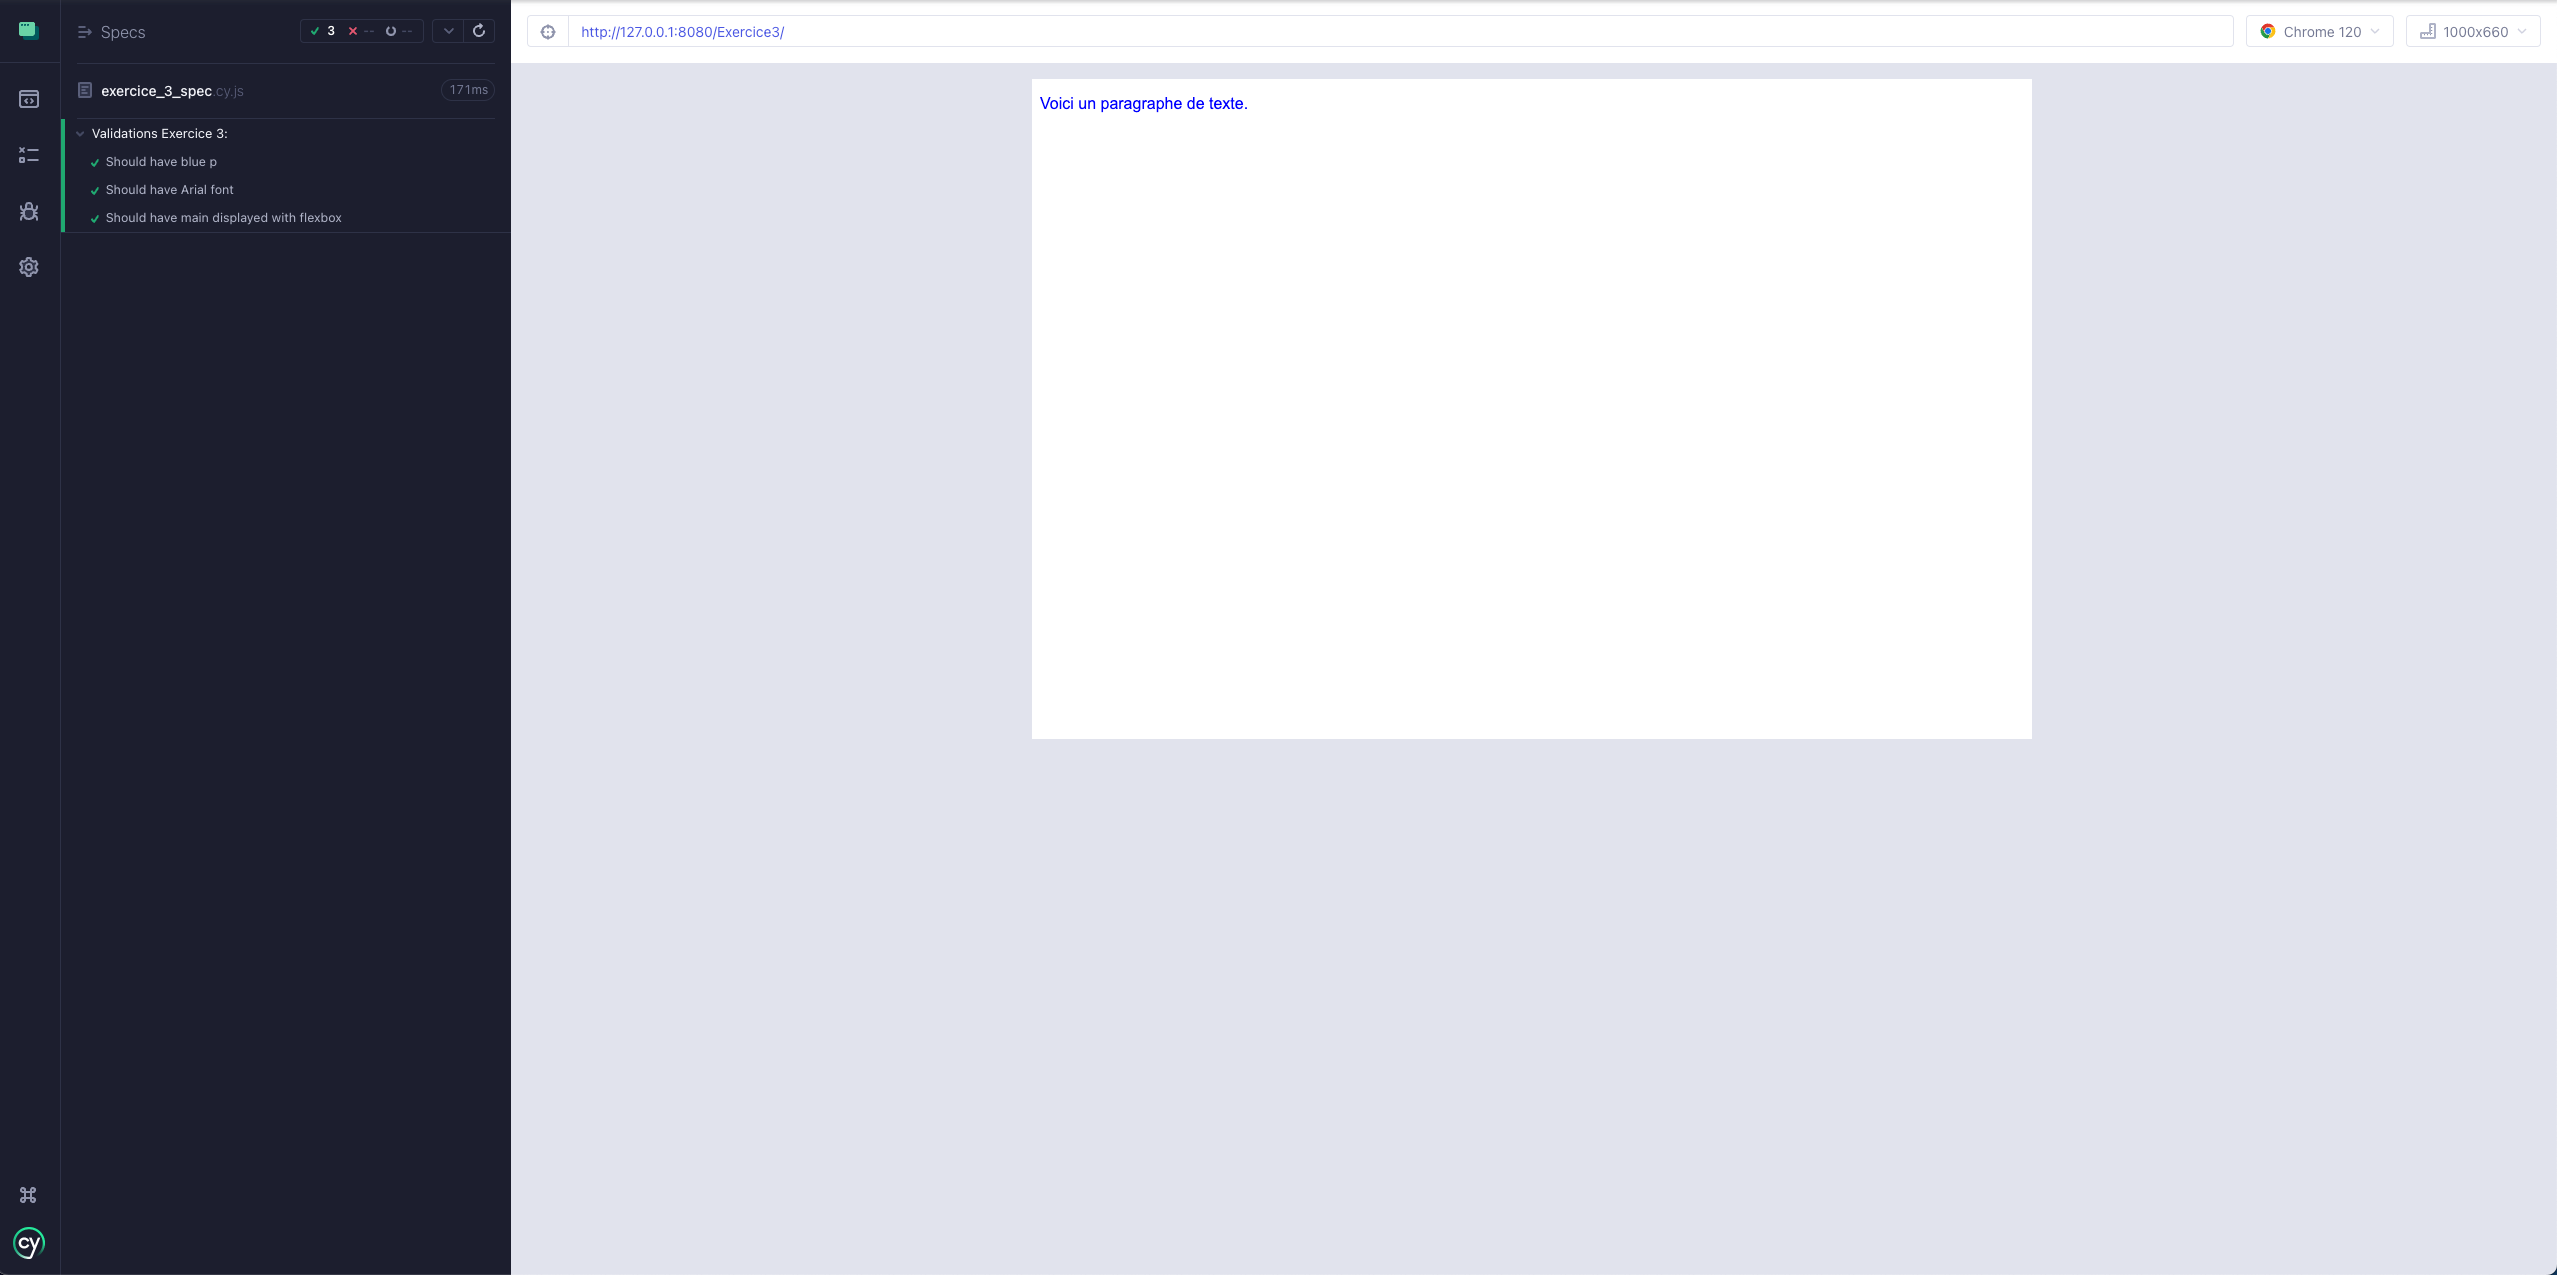 Specs
3 -- --
http://127.0.0.1:8080/Exercice3/
Chrome 120
1000x660
exercice_3_spec.cy.js
171ms
Validations Exercice 3:
Should have blue p
Should have Arial font
Should have main displayed with flexbox
Voici un paragraphe de texte.
cy